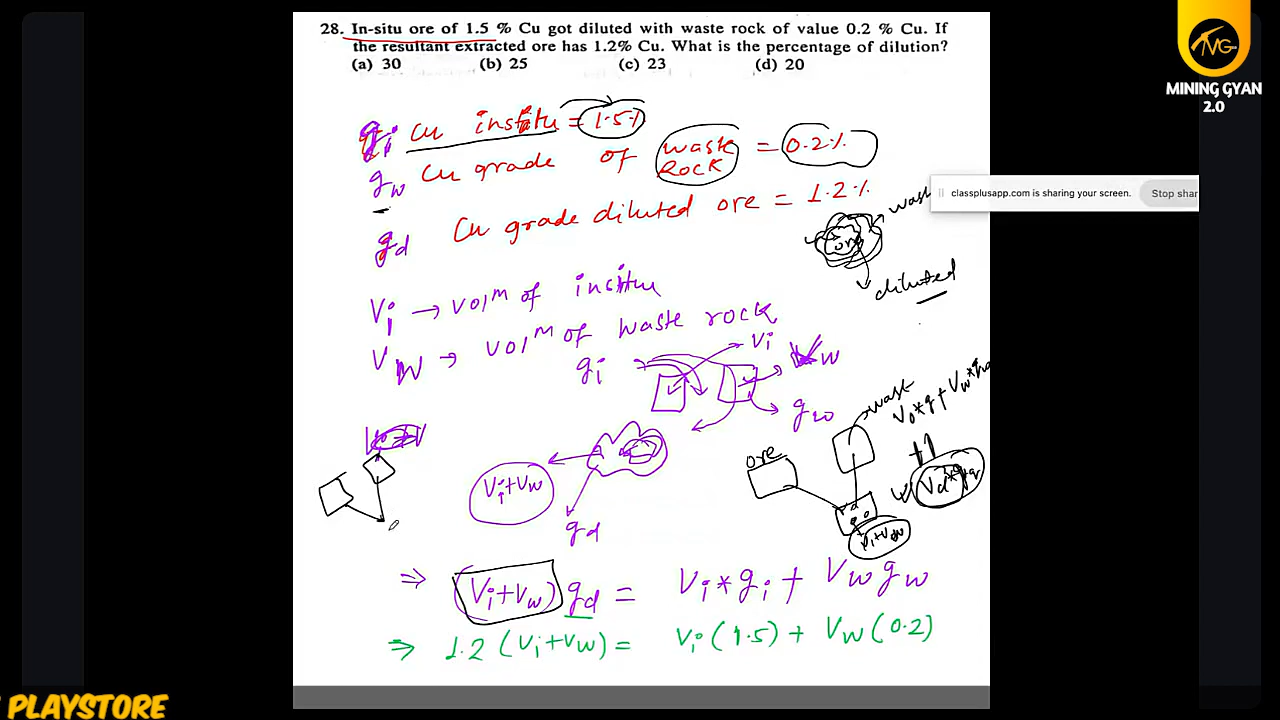 28. In-situ ore of 1.5 % Cu got diluted with waste rock of value 0.2 % Cu. If
the resultant extracted ore has 1.2% Cu. What is the percentage of dilution?
(a) 30 (b) 25 (c) 23 (d) 20
TVG
MINING GYAN
2.0
gi Cu insitu = 1.5%
gw Cu grade of waste Rock = 0.2%
gd Cu grade diluted ore = 1.2%
classplusapp.com is sharing your screen.
Stop shar
wast
ore
diluted
Vi → volm of insitu
Vw → volm of waste rock
gi
Vi
w
gw
Vi+Vw
gd
ore
wast
Vi+Vw
⇒ (Vi+Vw) gd = Vi*gi + Vw gw
⇒ 1.2 (Vi+Vw) = Vi (1.5) + Vw (0.2)
PLAYSTORE